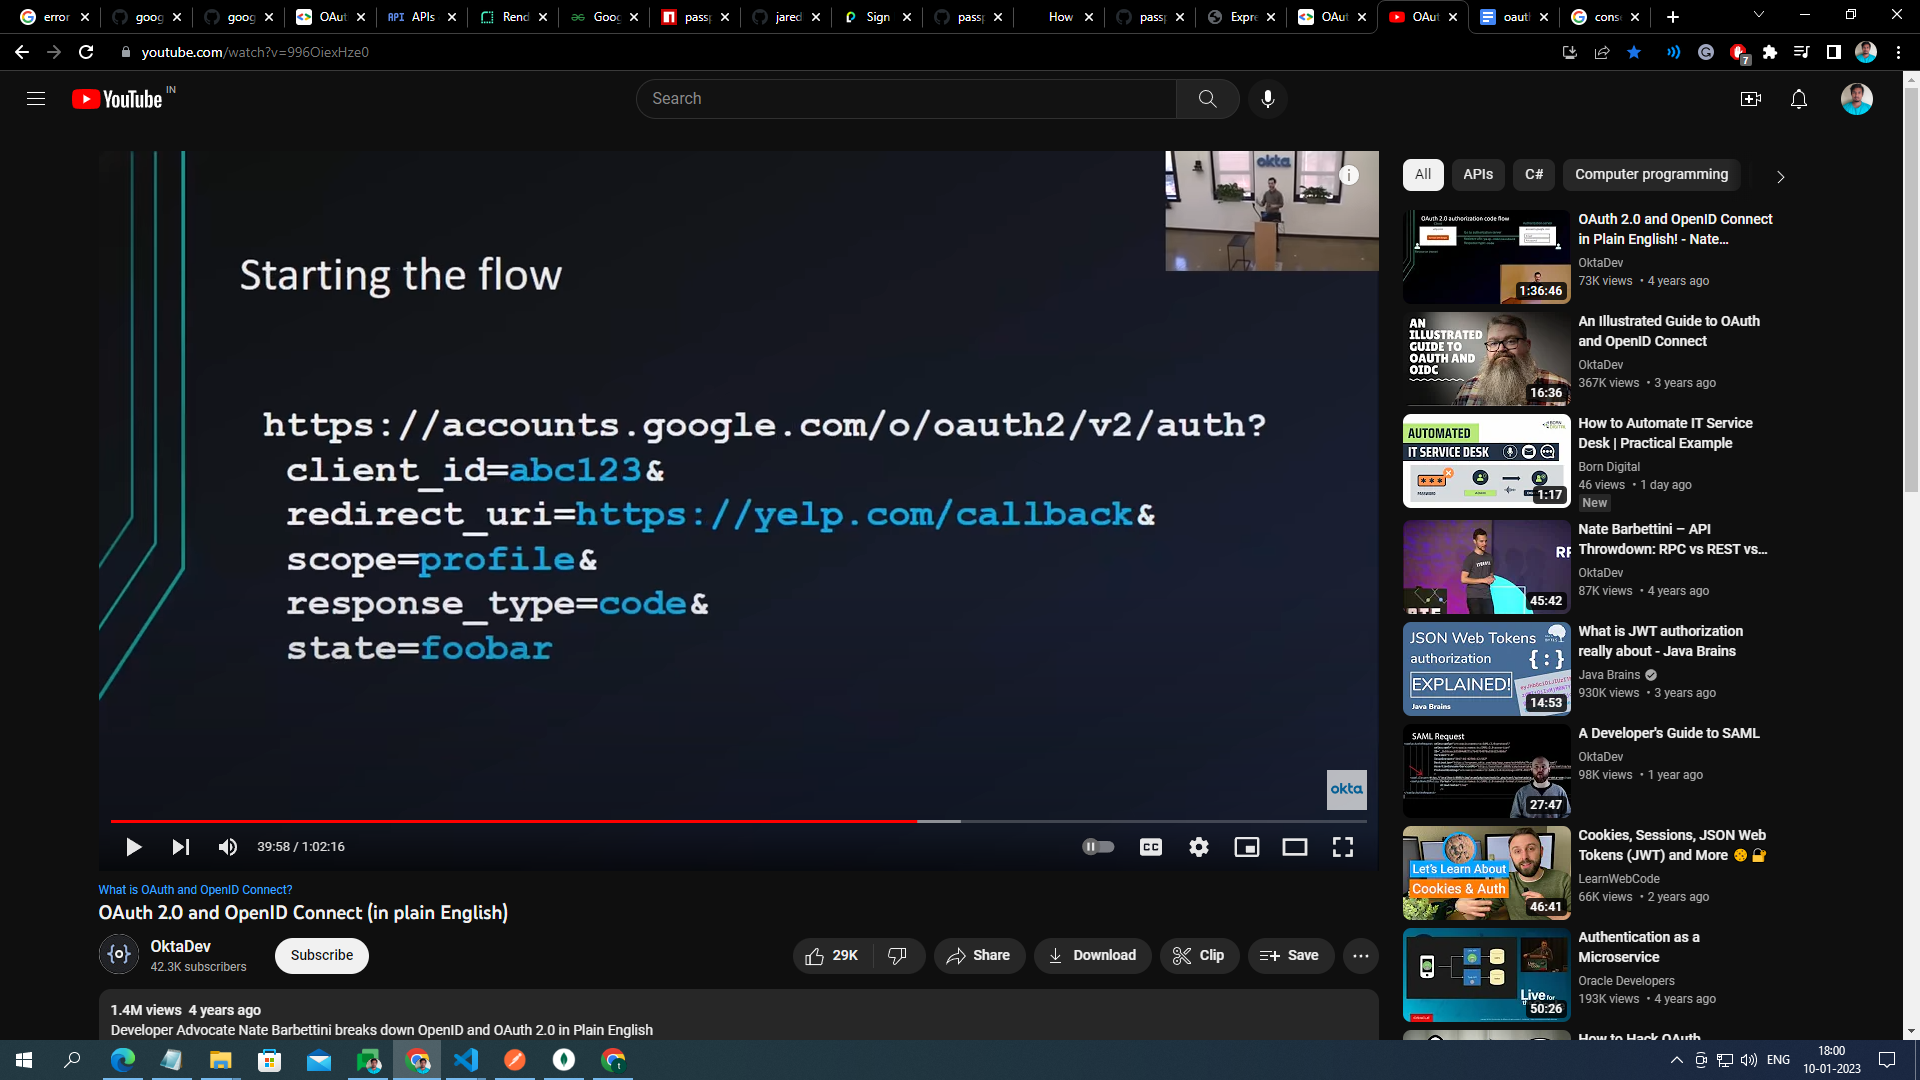 error
goog
goog
OAut
APIs
Rend
Goog
passp
jared
Sign
passp
How
passp
Expre
OAut
OAut
oauth
cons
youtube.com/watch?v=996OiexHze0
7
YouTube IN
Search
okta
Starting the flow
https://accounts.google.com/o/oauth2/v2/auth?
client_id=abc123&
redirect_uri=https://yelp.com/callback&
scope=profile&
response_type=code&
state=foobar
okta
39:58 / 1:02:16
CC
What is OAuth and OpenID Connect?
OAuth 2.0 and OpenID Connect (in plain English)
OktaDev
42.3K subscribers
Subscribe
29K
Share
Download
Clip
Save
1.4M views 4 years ago
Developer Advocate Nate Barbettini breaks down OpenID and OAuth 2.0 in Plain English
All
APIs
C#
Computer programming
OAuth 2.0 authorization code flow
1:36:46
OAuth 2.0 and OpenID Connect
in Plain English! - Nate...
OktaDev
73K views • 4 years ago
AN
ILLUSTRATED
GUIDE TO
OAUTH AND
OIDC
16:36
An Illustrated Guide to OAuth
and OpenID Connect
OktaDev
367K views • 3 years ago
AUTOMATED
IT SERVICE DESK
1:17
How to Automate IT Service
Desk | Practical Example
Born Digital
46 views • 1 day ago
New
45:42
Nate Barbettini – API
Throwdown: RPC vs REST vs...
OktaDev
87K views • 4 years ago
JSON Web Tokens
authorization
{:}
EXPLAINED!
Java Brains
14:53
What is JWT authorization
really about - Java Brains
Java Brains
930K views • 3 years ago
SAML Request
27:47
A Developer's Guide to SAML
OktaDev
98K views • 1 year ago
Let's Learn About
Cookies & Auth
46:41
Cookies, Sessions, JSON Web
Tokens (JWT) and More
LearnWebCode
66K views • 2 years ago
Live
50:26
Authentication as a
Microservice
Oracle Developers
193K views • 4 years ago
How to Hack OAuth
ENG
18:00
10-01-2023